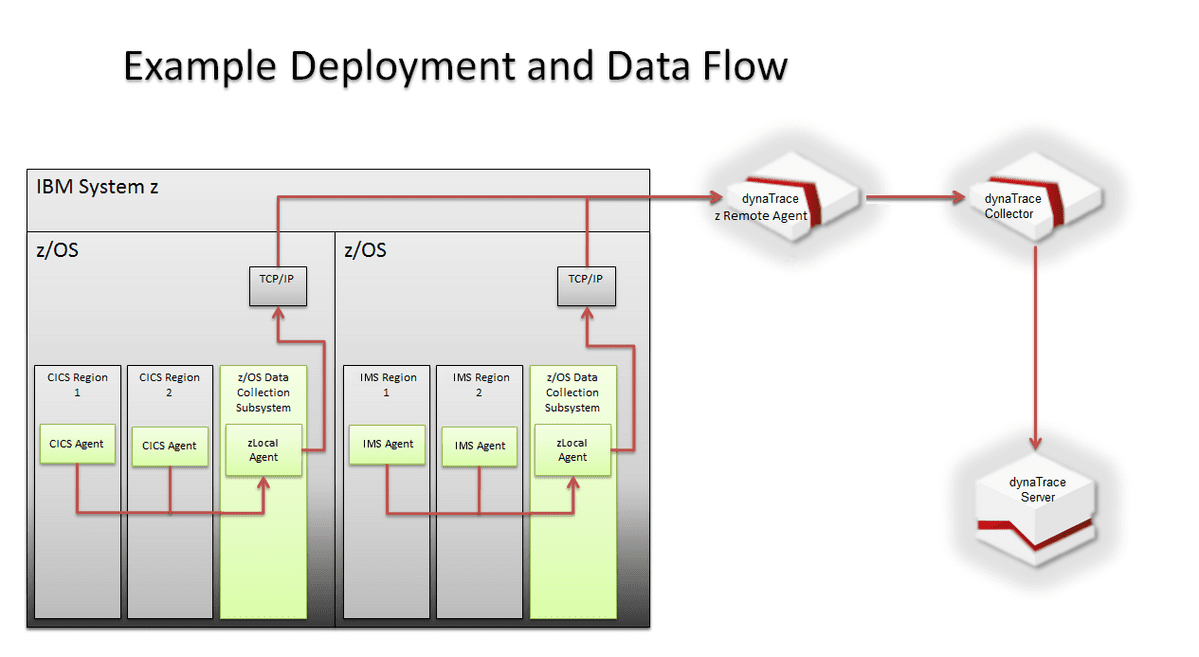 Example Deployment and Data Flow
IBM System z
dynaTrace
z Remote Agent
dynaTrace
Collector
z/OS
z/OS
TCP/IP
TCP/IP
CICS Region
1
CICS Region
2
z/OS Data
Collection
Subsystem
IMS Region
1
IMS Region
2
z/OS Data
Collection
Subsystem
CICS Agent
CICS Agent
zLocal
Agent
IMS Agent
IMS Agent
zLocal
Agent
dynaTrace
Server